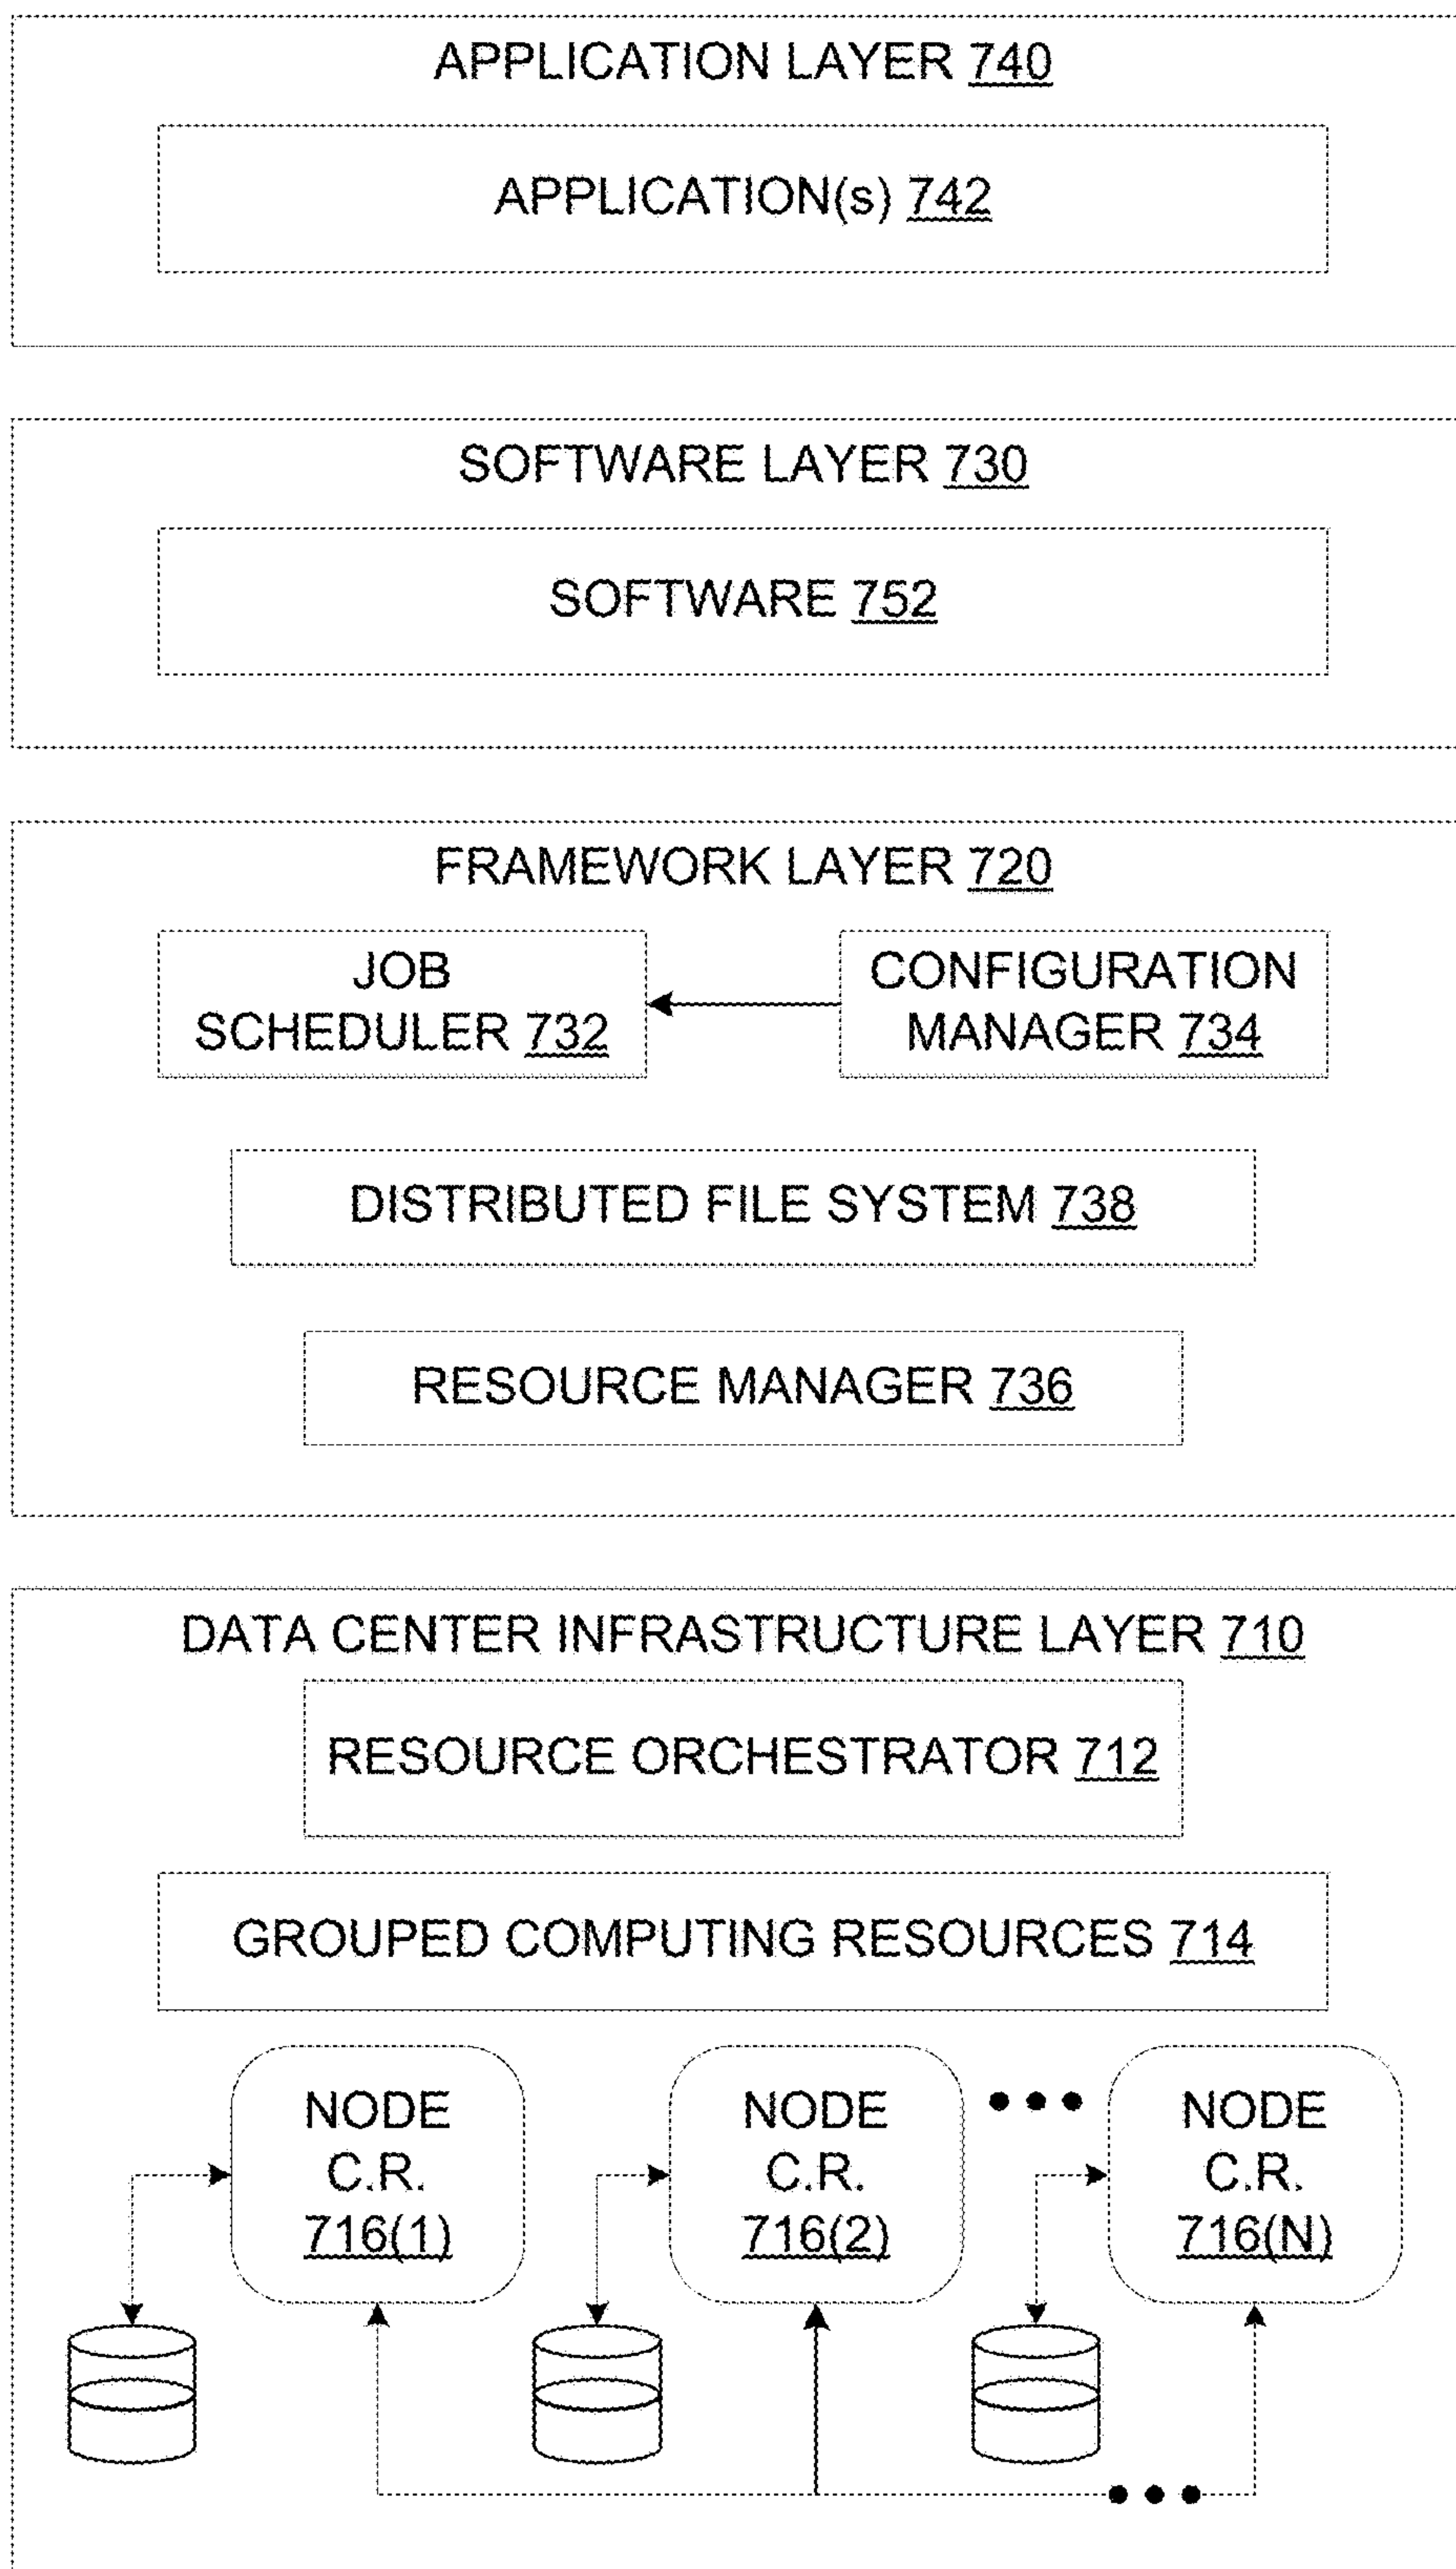 APPLICATION LAYER 740
APPLICATION(s) 742
SOFTWARE LAYER 730
SOFTWARE 752
FRAMEWORK LAYER 720
JOB
SCHEDULER 732
CONFIGURATION
MANAGER 734
DISTRIBUTED FILE SYSTEM 738
RESOURCE MANAGER 736
DATA CENTER INFRASTRUCTURE LAYER 710
RESOURCE ORCHESTRATOR 712
GROUPED COMPUTING RESOURCES 714
NODE
C.R.
716(1)
NODE
C.R.
716(2)
NODE
C.R.
716(N)